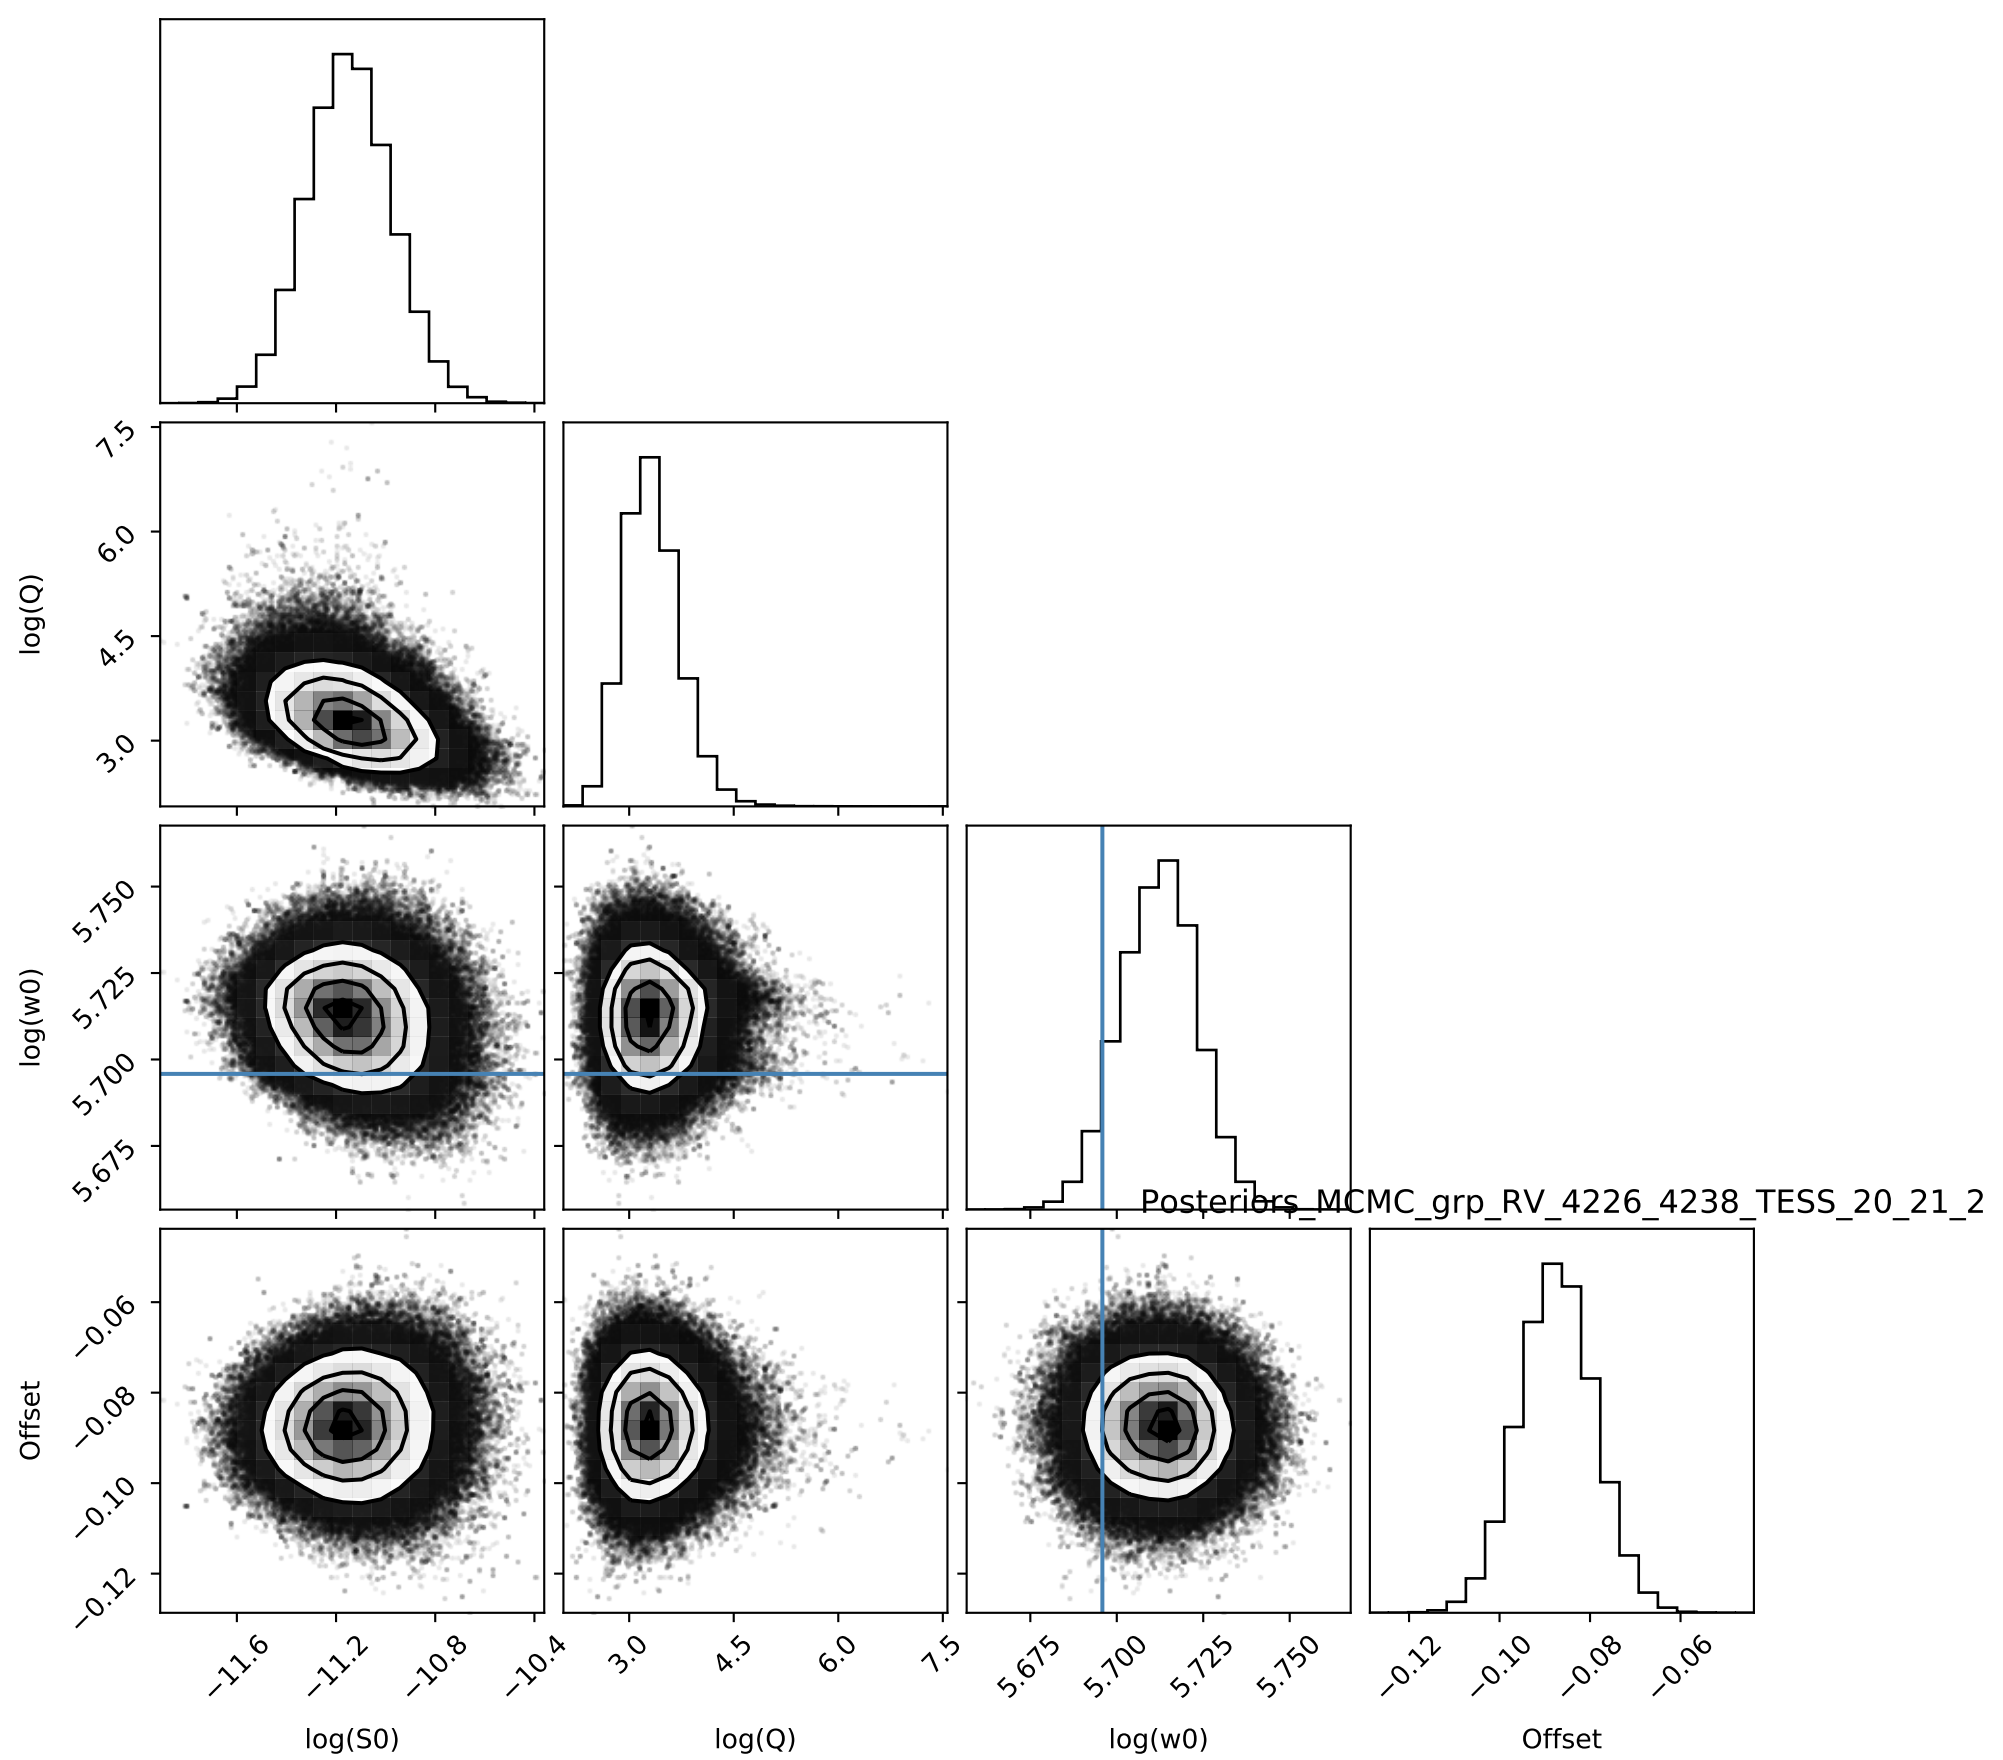 7.5
6.0
4.5
3.0
log(Q)
5.750
5.725
5.700
5.675
log(w0)
Posteriors_MCMC_grp_RV_4226_4238_TESS_20_21_2
−0.06
−0.08
−0.10
−0.12
Offset
−11.6 −11.2 −10.8 −10.4 3.0 4.5 6.0 7.5 5.675 5.700 5.725 5.750 −0.12 −0.10 −0.08 −0.06
log(S0) log(Q) log(w0) Offset